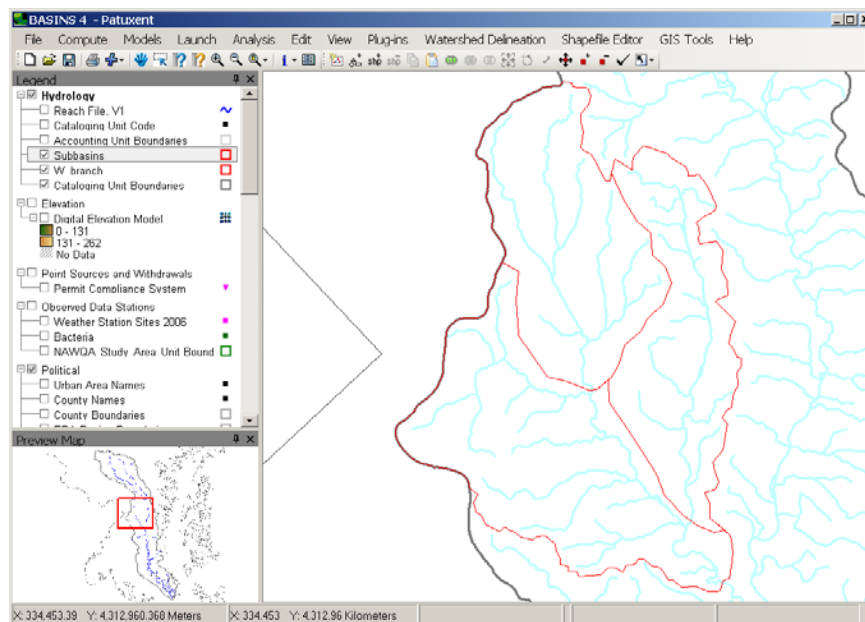 BASINS 4 - Patuxent
File Compute Models Launch Analysis Edit View Plug-ins Watershed Delineation Shapefile Editor GIS Tools Help
Legend
Hydrology
Reach File, V1
Cataloging Unit Code
Accounting Unit Boundaries
Subbasins
W_branch
Cataloging Unit Boundaries
Elevation
Digital Elevation Model
0 - 131
131 - 262
No Data
Point Sources and Withdrawals
Permit Compliance System
Observed Data Stations
Weather Station Sites 2006
Bacteria
NAWQA Study Area Unit Bound
Political
Urban Area Names
County Names
County Boundaries
Preview Map
X: 334,453.39 Y: 4,312,960.368 Meters X: 334.453 Y: 4,312.96 Kilometers